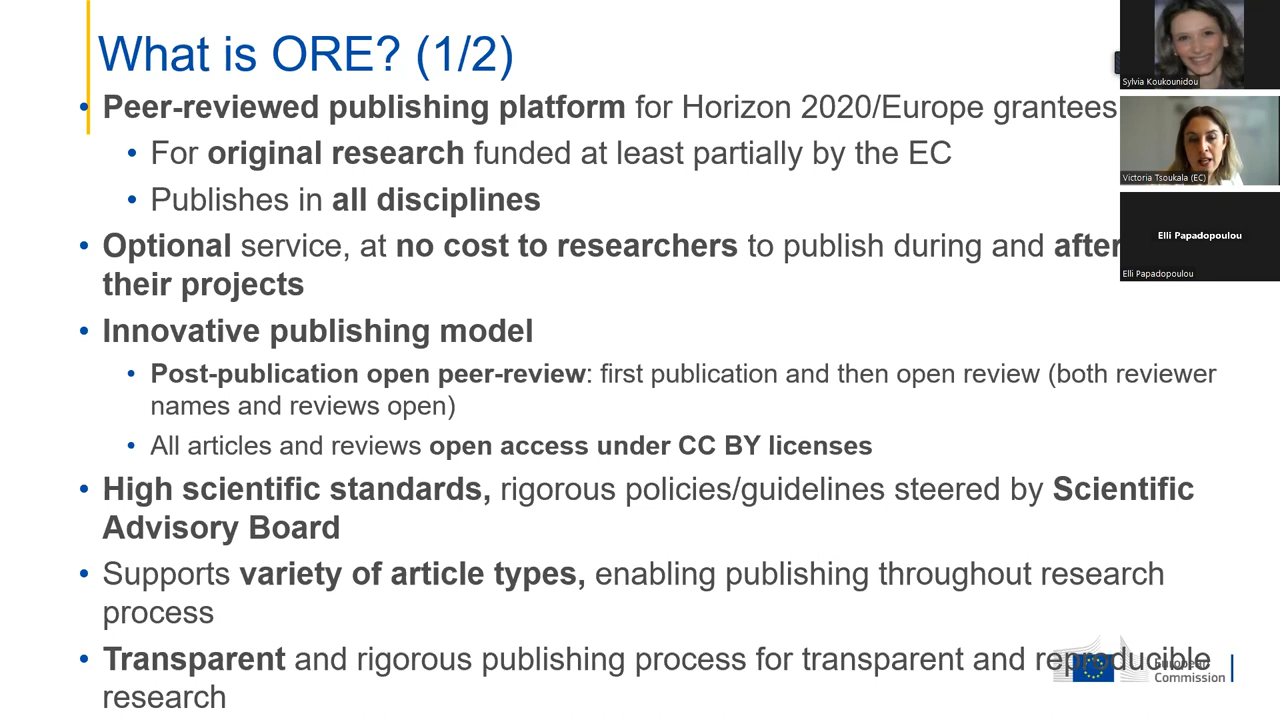 What is ORE? (1/2)
• Peer-reviewed publishing platform for Horizon 2020/Europe grantees
• For original research funded at least partially by the EC
• Publishes in all disciplines
• Optional service, at no cost to researchers to publish during and after
their projects
• Innovative publishing model
• Post-publication open peer-review: first publication and then open review (both reviewer
names and reviews open)
• All articles and reviews open access under CC BY licenses
• High scientific standards, rigorous policies/guidelines steered by Scientific
Advisory Board
• Supports variety of article types, enabling publishing throughout research
process
• Transparent and rigorous publishing process for transparent and reproducible
research
European
Commission
Sylvia Koukounidou
Victoria Tsoukala (EC)
Elli Papadopoulou
Elli Papadopoulou